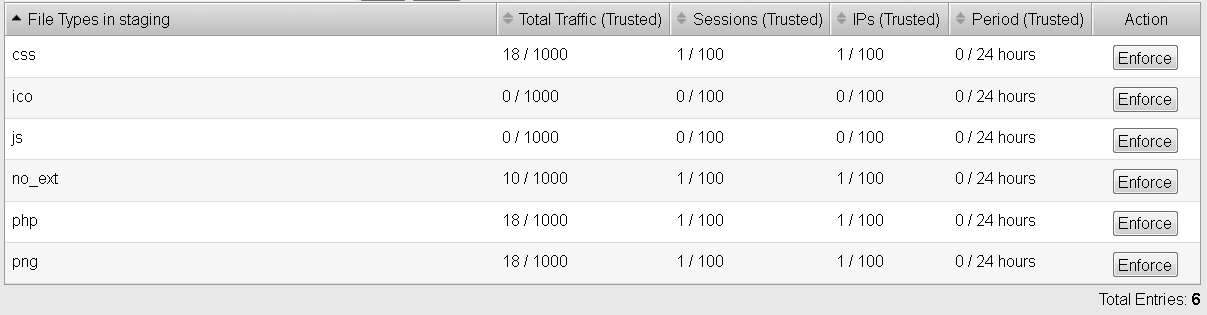 File Types in staging Total Traffic (Trusted) Sessions (Trusted) IPs (Trusted) Period (Trusted) Action
css 18 / 1000 1 / 100 1 / 100 0 / 24 hours Enforce
ico 0 / 1000 0 / 100 0 / 100 0 / 24 hours Enforce
js 0 / 1000 0 / 100 0 / 100 0 / 24 hours Enforce
no_ext 10 / 1000 1 / 100 1 / 100 0 / 24 hours Enforce
php 18 / 1000 1 / 100 1 / 100 0 / 24 hours Enforce
png 18 / 1000 1 / 100 1 / 100 0 / 24 hours Enforce
Total Entries: 6